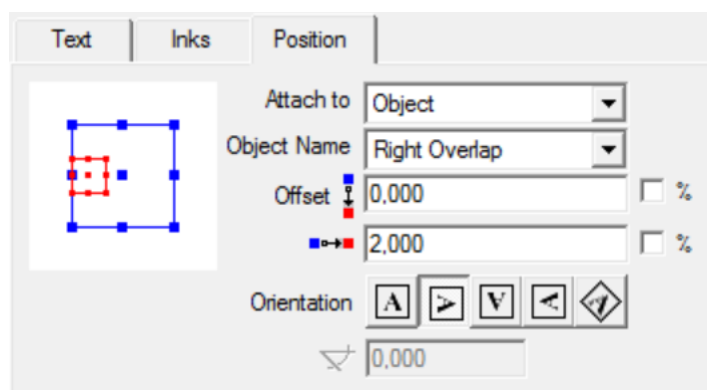 Text Inks Position
Attach to Object
Object Name Right Overlap
Offset 0,000 %
2,000 %
Orientation A A A A A
0,000